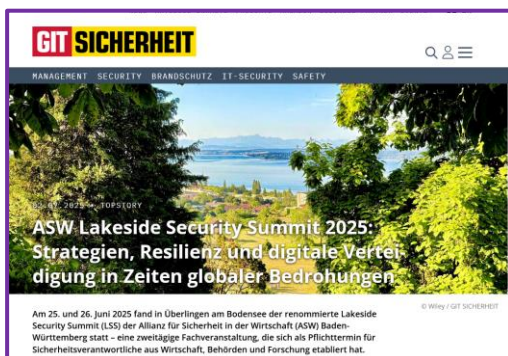 GIT SICHERHEIT
MANAGEMENT SECURITY BRANDSCHUTZ IT-SECURITY SAFETY
02.07.2025 • TOPSTORY
ASW Lakeside Security Summit 2025:
Strategien, Resilienz und digitale Vertei-
digung in Zeiten globaler Bedrohungen
© Wiley / GIT SICHERHEIT
Am 25. und 26. Juni 2025 fand in Überlingen am Bodensee der renommierte Lakeside
Security Summit (LSS) der Allianz für Sicherheit in der Wirtschaft (ASW) Baden-
Württemberg statt – eine zweitägige Fachveranstaltung, die sich als Pflichttermin für
Sicherheitsverantwortliche aus Wirtschaft, Behörden und Forschung etabliert hat.